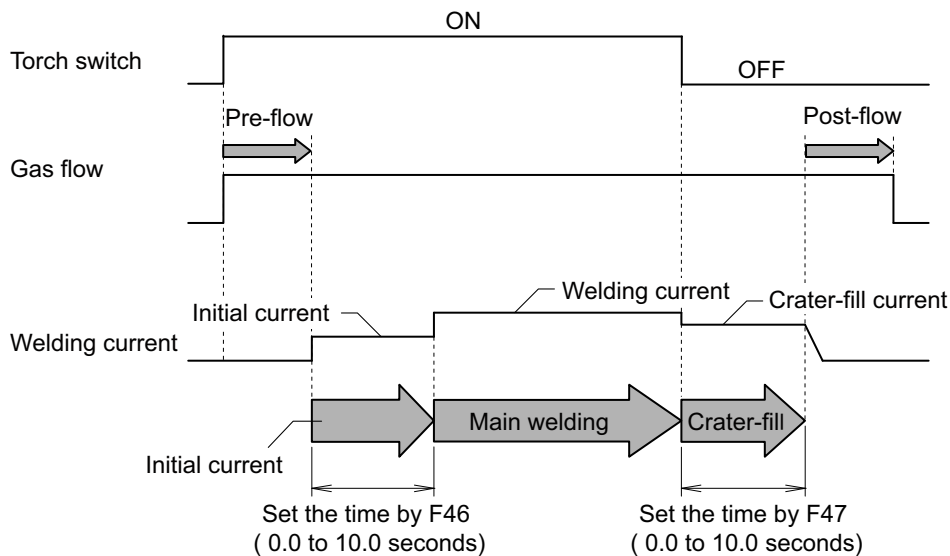 ON
Torch switch
OFF
Pre-flow
Post-flow
Gas flow
Welding current
Crater-fill current
Initial current
Welding current
Main welding
Crater-fill
Initial current
Set the time by F46
( 0.0 to 10.0 seconds)
Set the time by F47
( 0.0 to 10.0 seconds)